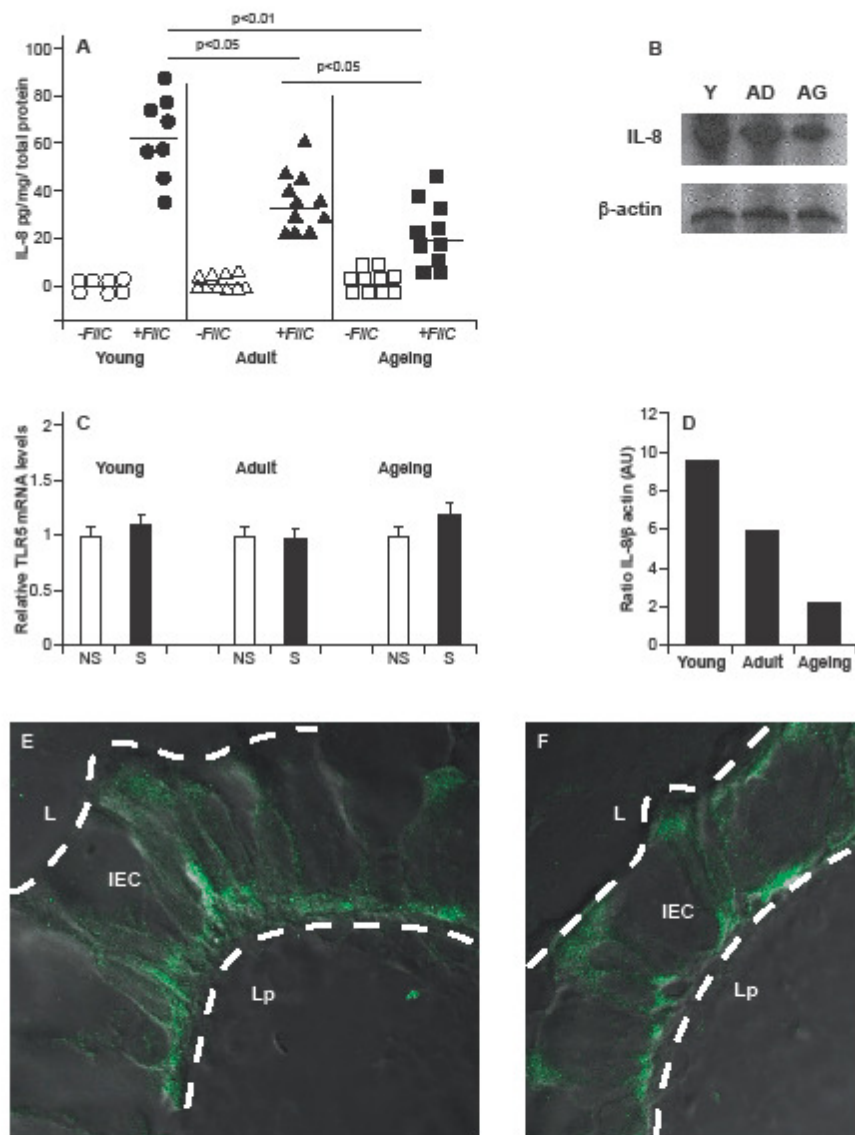 A
p<0.01
p<0.05
p<0.05
100
80
60
40
20
0
IL-8 pg/mg/ total protein
-FliC +FliC -FliC +FliC -FliC +FliC
Young Adult Ageing
B
Y AD AG
IL-8
β-actin
C
2
1.5
1
0.5
0
Relative TLR5 mRNA levels
Young Adult Ageing
NS S NS S NS S
D
12
10
8
6
4
2
0
Ratio IL-8/β actin (AU)
Young Adult Ageing
E
L
IEC
Lp
F
L
IEC
Lp